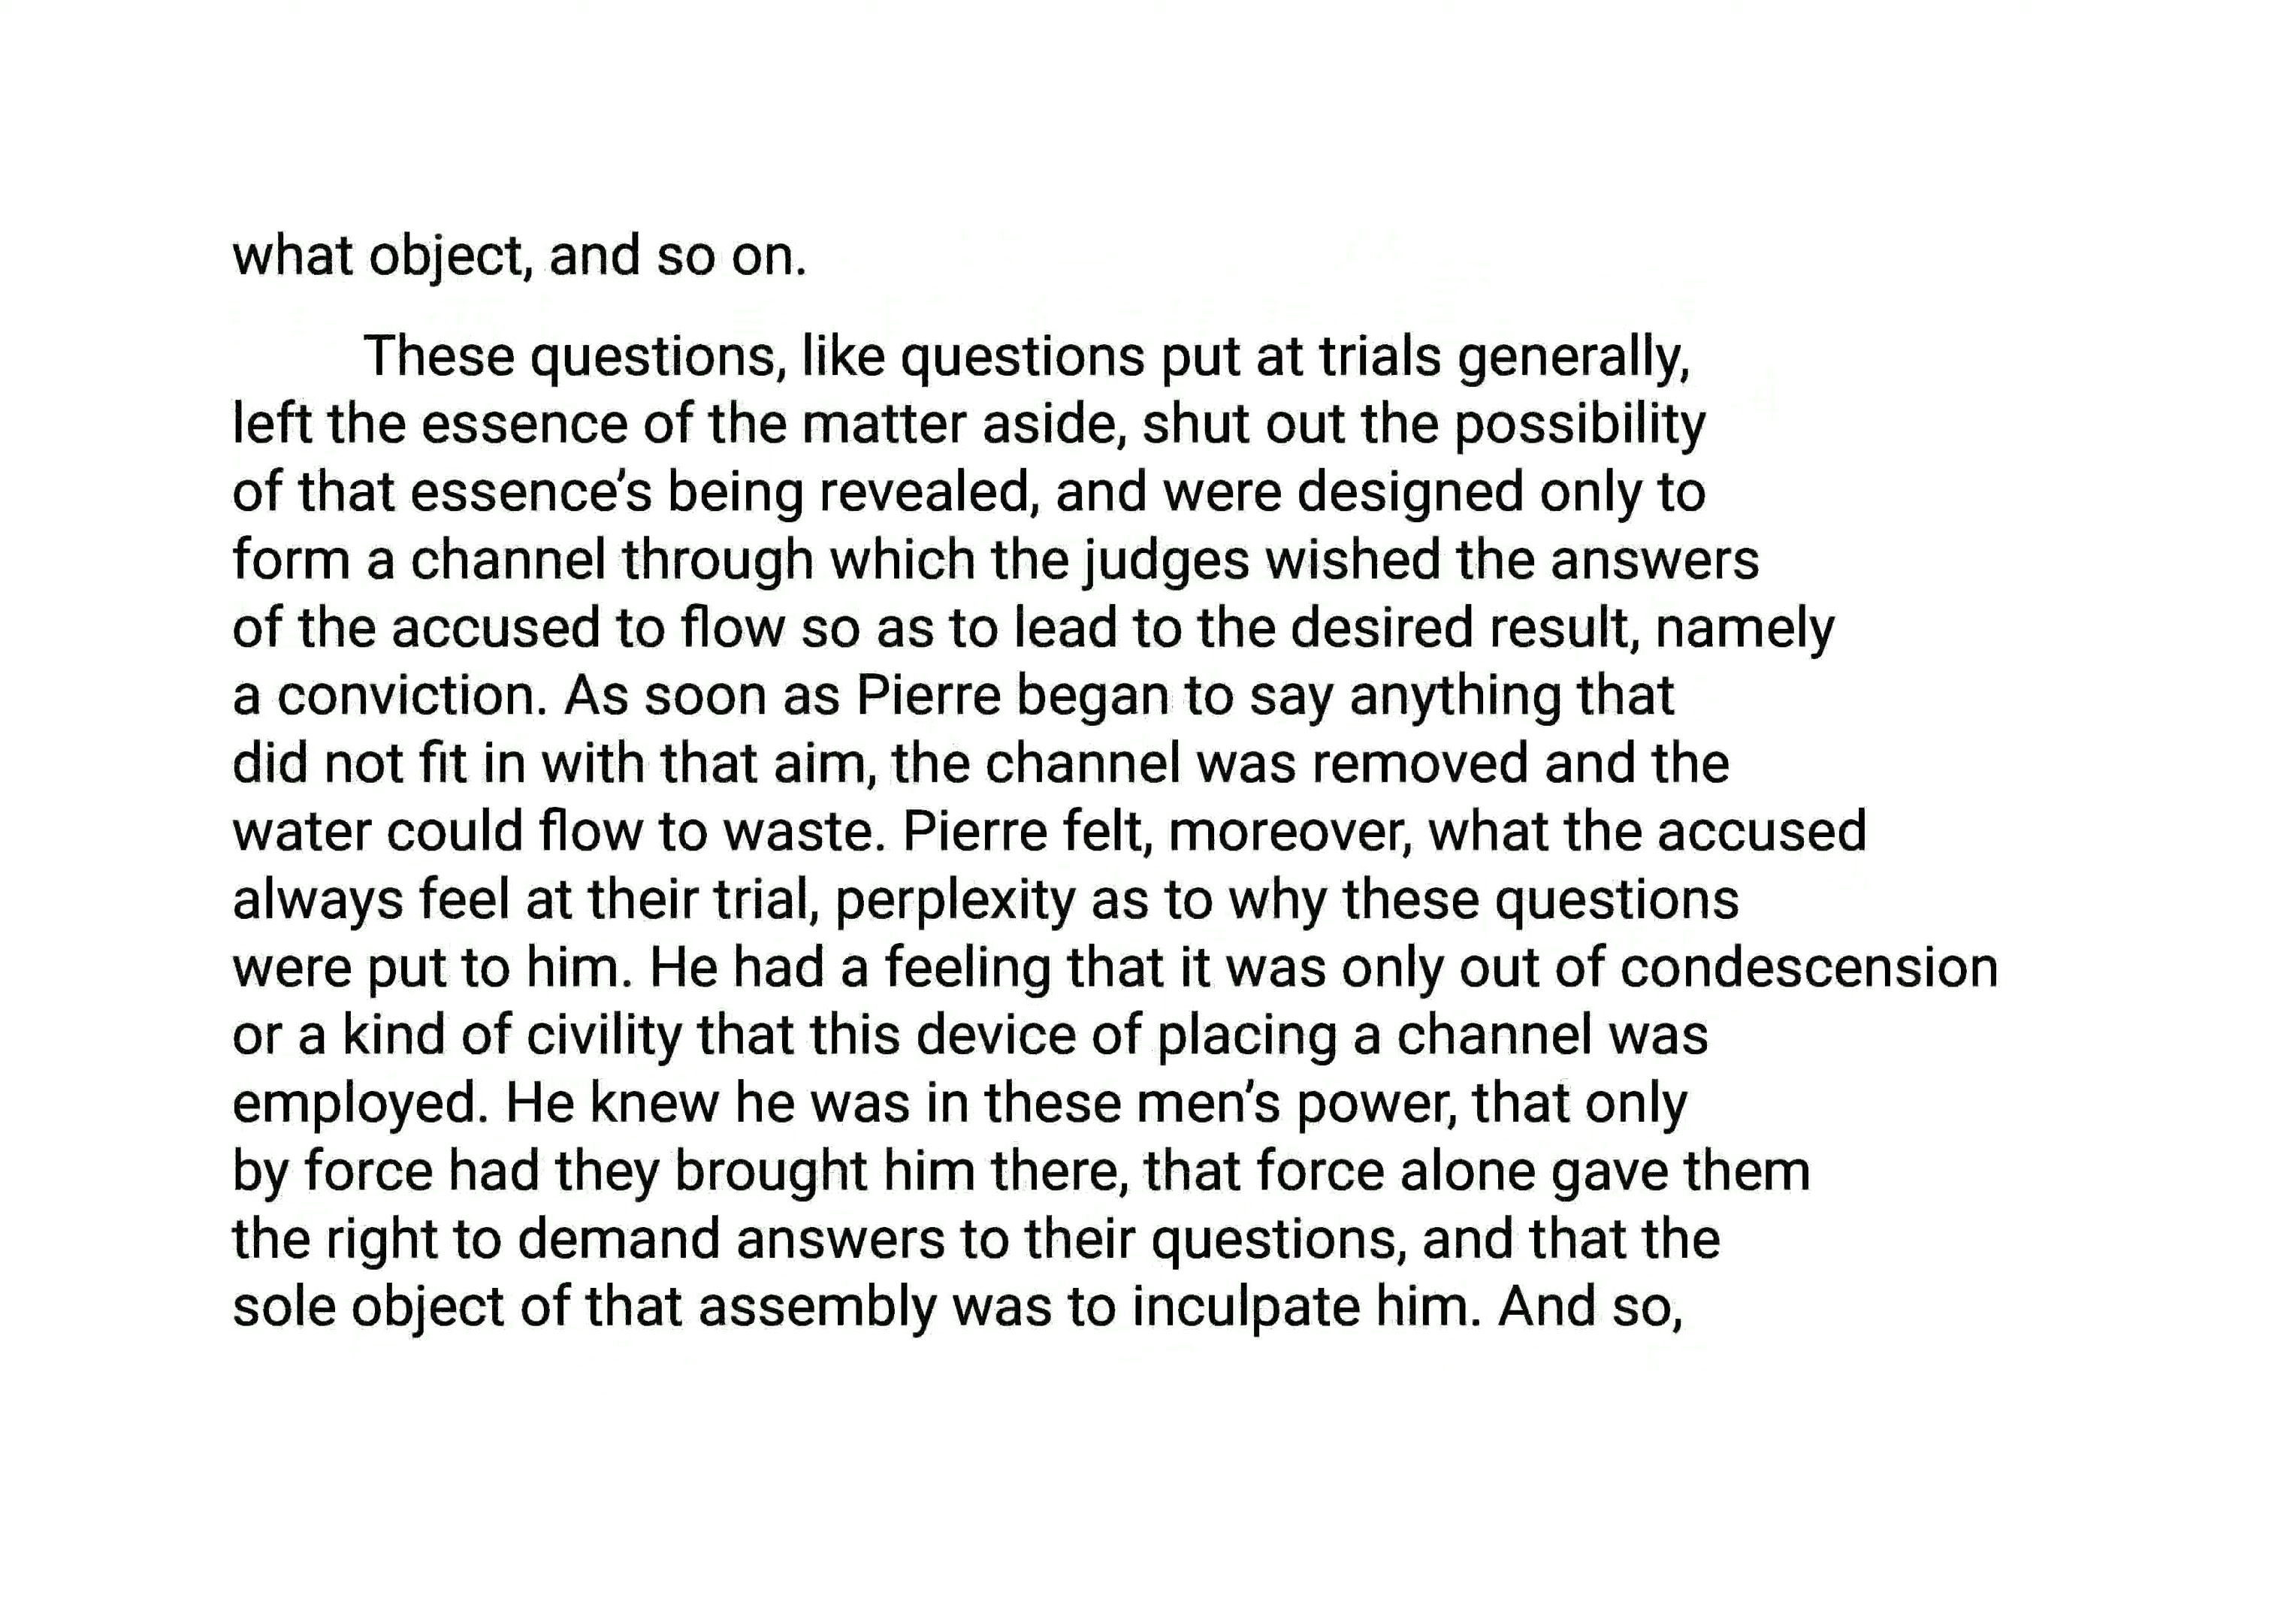 what object, and so on.
These questions, like questions put at trials generally,
left the essence of the matter aside, shut out the possibility
of that essence’s being revealed, and were designed only to
form a channel through which the judges wished the answers
of the accused to flow so as to lead to the desired result, namely
a conviction. As soon as Pierre began to say anything that
did not fit in with that aim, the channel was removed and the
water could flow to waste. Pierre felt, moreover, what the accused
always feel at their trial, perplexity as to why these questions
were put to him. He had a feeling that it was only out of condescension
or a kind of civility that this device of placing a channel was
employed. He knew he was in these men’s power, that only
by force had they brought him there, that force alone gave them
the right to demand answers to their questions, and that the
sole object of that assembly was to inculpate him. And so,